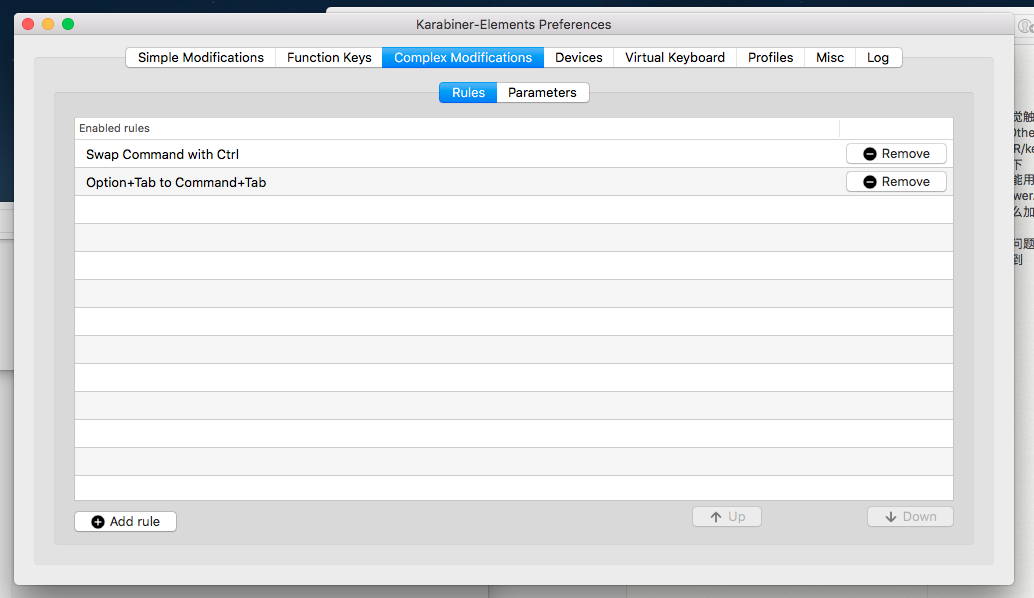 Karabiner-Elements Preferences
Simple Modifications Function Keys Complex Modifications Devices Virtual Keyboard Profiles Misc Log
Rules Parameters
Enabled rules
Swap Command with Ctrl Remove
Option+Tab to Command+Tab Remove
Add rule Up Down
觉触
Othe
R/ke
下
能用
wer.
么加
问题
到